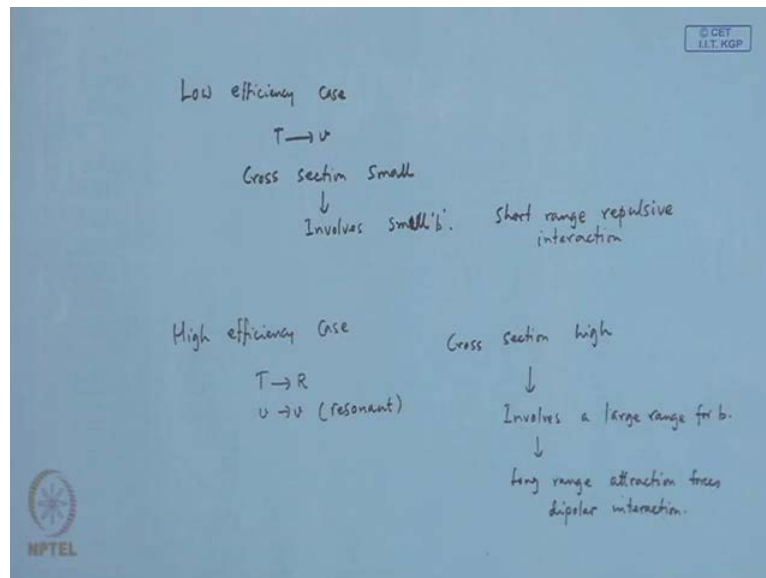 © CET
I.I.T. KGP
Low efficiency case
T → v
Cross section small
↓
Involves small 'b'. Short range repulsive
interaction
High efficiency case
T → R
v → v (resonant)
Cross section high
↓
Involves a large range for b.
↓
Long range attraction forces
dipolar interaction.
NPTEL